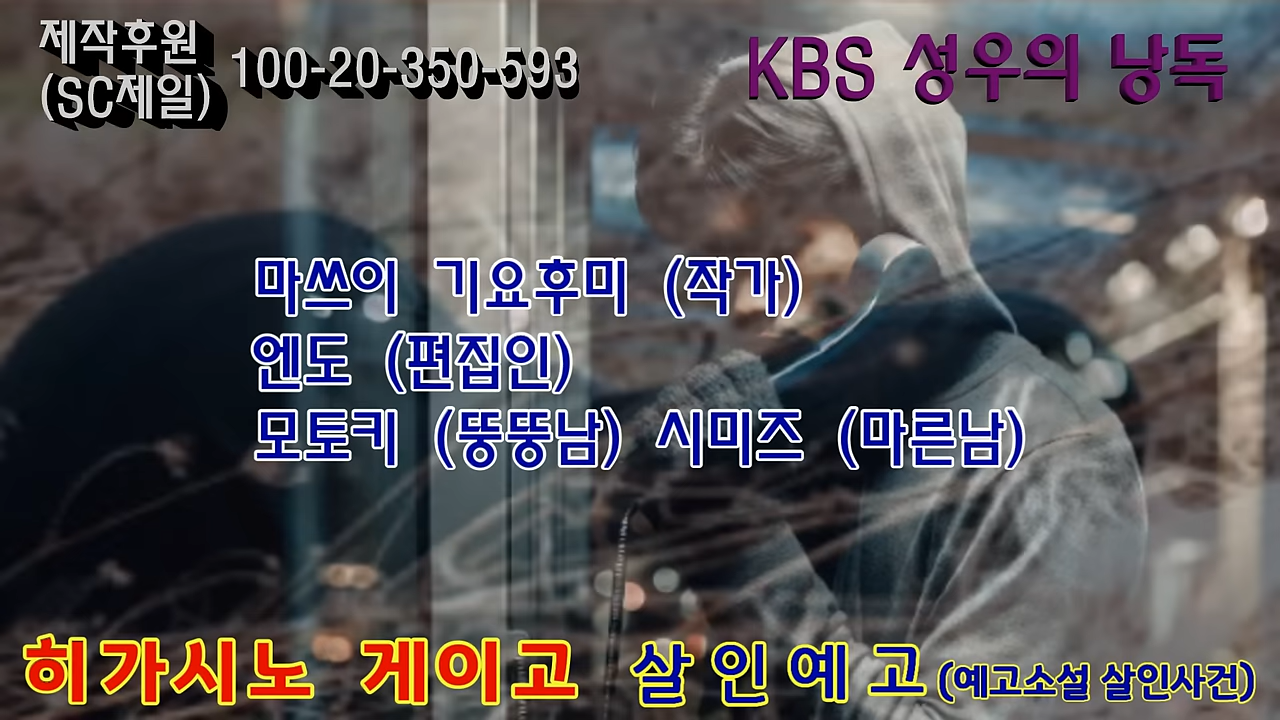 제작후원
(SC제일)
100-20-350-593
KBS 성우의 낭독
마쓰이 기요후미 (작가)
엔도 (편집인)
모토키 (뚱뚱남) 시미즈 (마른남)
히가시노 게이고 살인예고 (예고소설 살인사건)